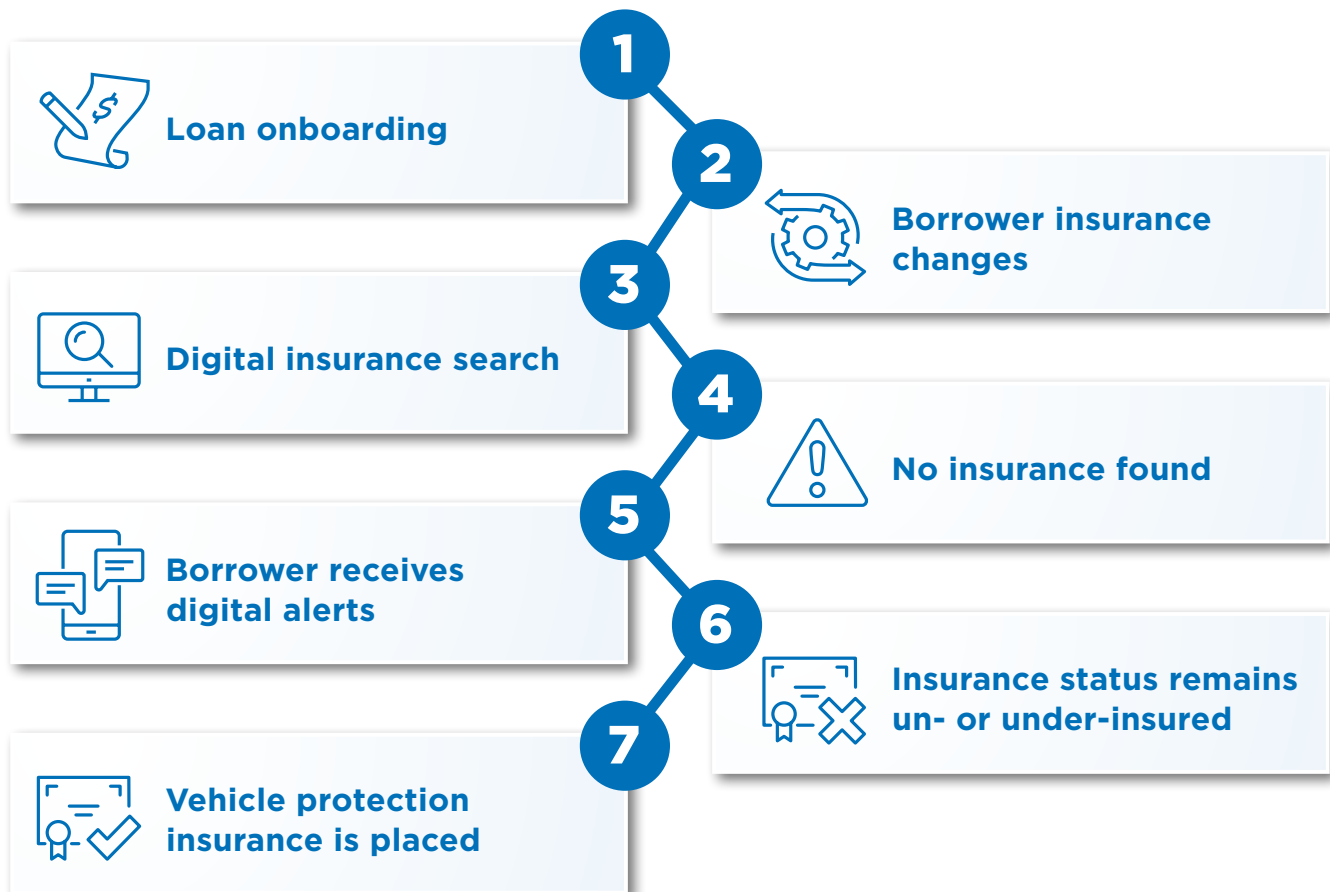 1
Loan onboarding
2
Borrower insurance
changes
3
Digital insurance search
4
No insurance found
5
Borrower receives
digital alerts
6
Insurance status remains
un- or under-insured
7
Vehicle protection
insurance is placed
$